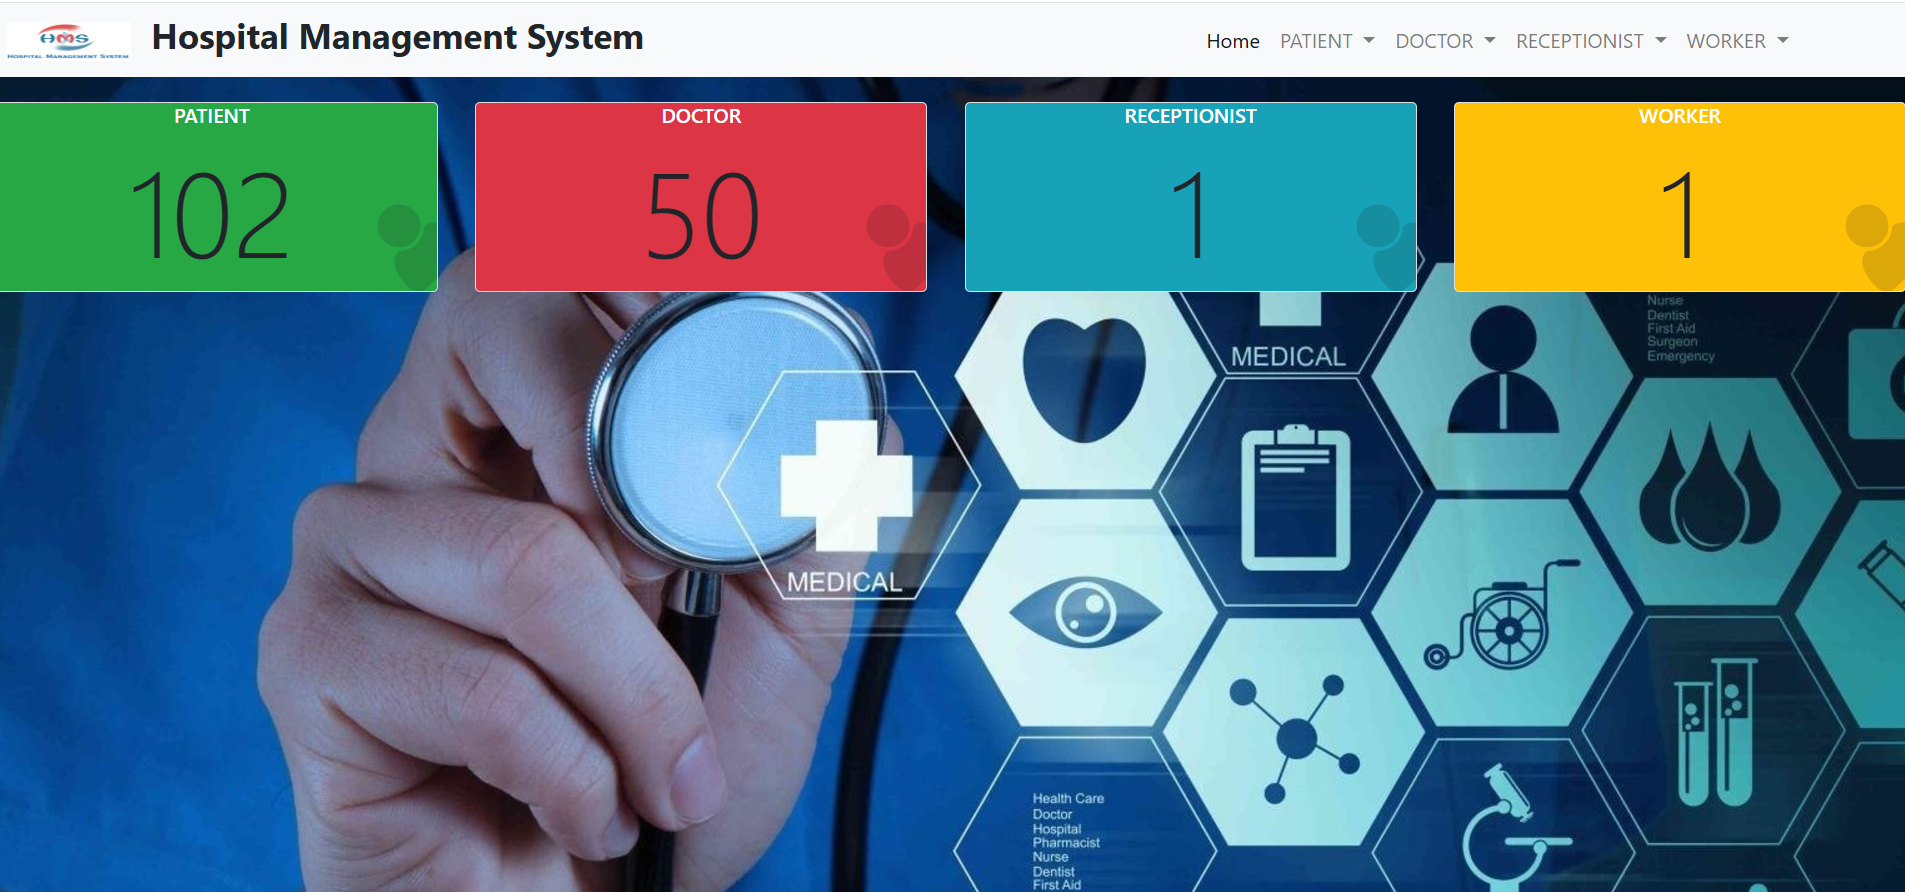 HMS
HOSPITAL MANAGEMENT SYSTEM
Hospital Management System
Home PATIENT DOCTOR RECEPTIONIST WORKER
PATIENT
102
DOCTOR
50
RECEPTIONIST
1
WORKER
1
Nurse
Dentist
First Aid
Surgeon
Emergency
MEDICAL
MEDICAL
Health Care
Doctor
Hospital
Pharmacist
Nurse
Dentist
First Aid